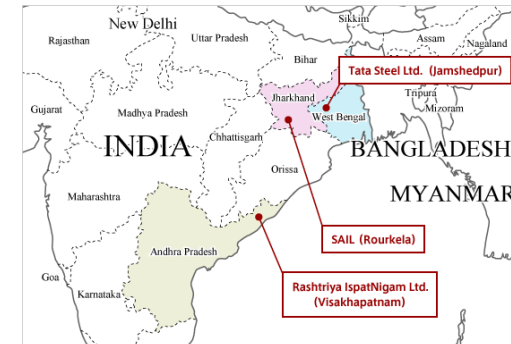 New Delhi
Sikkim
Rajasthan
Uttar Pradesh
Assam
Nagaland
Bihar
Tata Steel Ltd. (Jamshedpur)
Jharkhand
Tripura
Gujarat
Madhya Pradesh
Mizoram
West Bengal
Chhattisgarh
INDIA
BANGLADESH
Orissa
MYANMAR
Maharashtra
SAIL (Rourkela)
Andhra Pradesh
Goa
Rashtriya IspatNigam Ltd.
(Visakhapatnam)
Karnataka